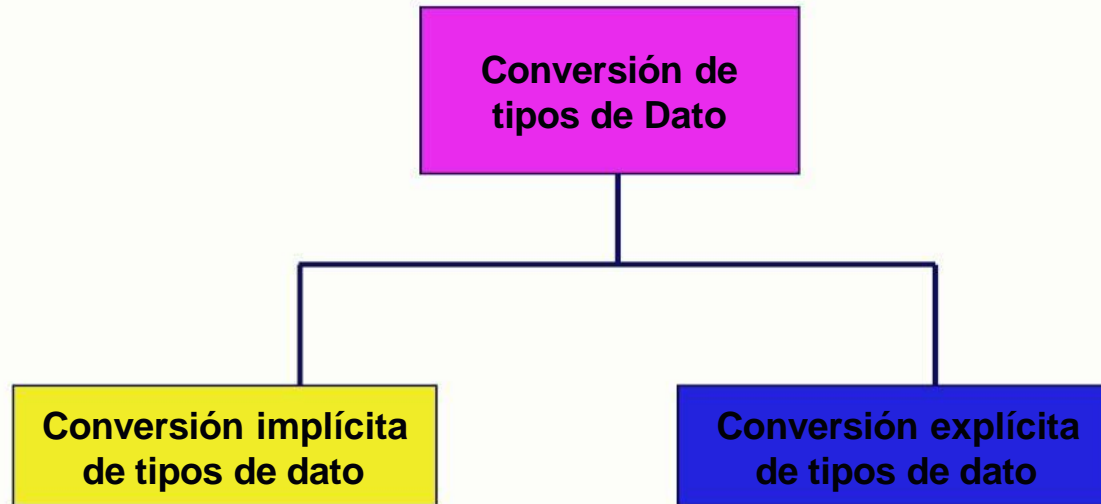 Conversión de
tipos de Dato
Conversión implícita
de tipos de dato
Conversión explícita
de tipos de dato